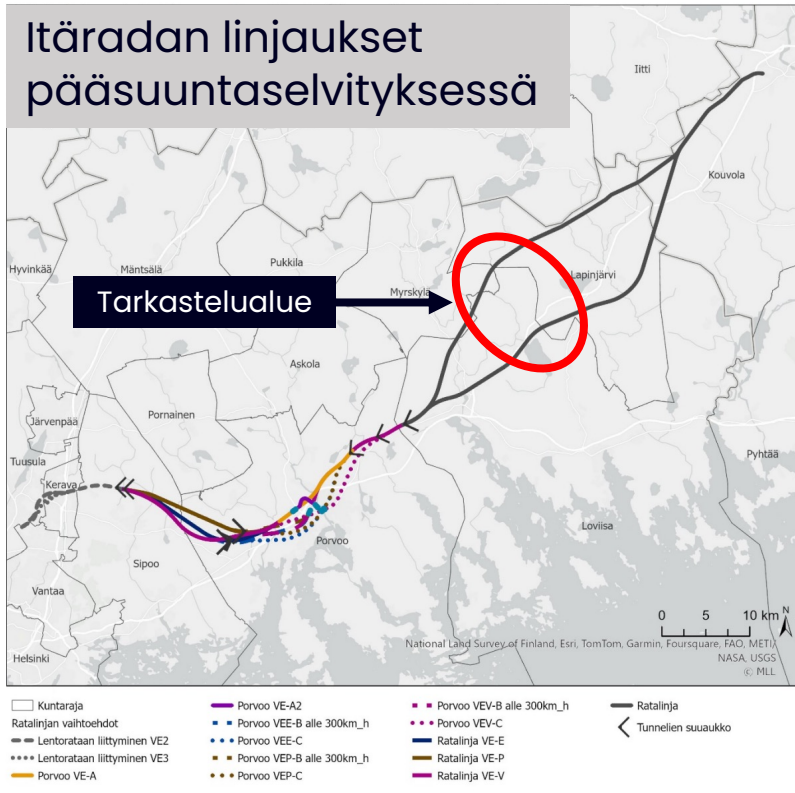 Itäradan linjaukset
pääsuuntaselvityksessä
Iitti
Kouvola
Hyvinkää
Mäntsälä
Pukkila
Myrskylä
Lapinjärvi
Tarkastelualue
Askola
Pornainen
Järvenpää
Tuusula
Kerava
Pyhtää
Sipoo
Porvoo
Loviisa
Vantaa
Helsinki
0 5 10 km
N
National Land Survey of Finland, Esri, TomTom, Garmin, Foursquare, FAO, METI/
NASA, USGS
© MLL
Kuntaraja
Ratalinjan vaihtoehdot
Lentorataan liittyminen VE2
Lentorataan liittyminen VE3
Porvoo VE-A
Porvoo VE-A2
Porvoo VEE-B alle 300km_h
Porvoo VEE-C
Porvoo VEP-B alle 300km_h
Porvoo VEP-C
Porvoo VEV-B alle 300km_h
Porvoo VEV-C
Ratalinja VE-E
Ratalinja VE-P
Ratalinja VE-V
Ratalinja
Tunnelien suuaukko